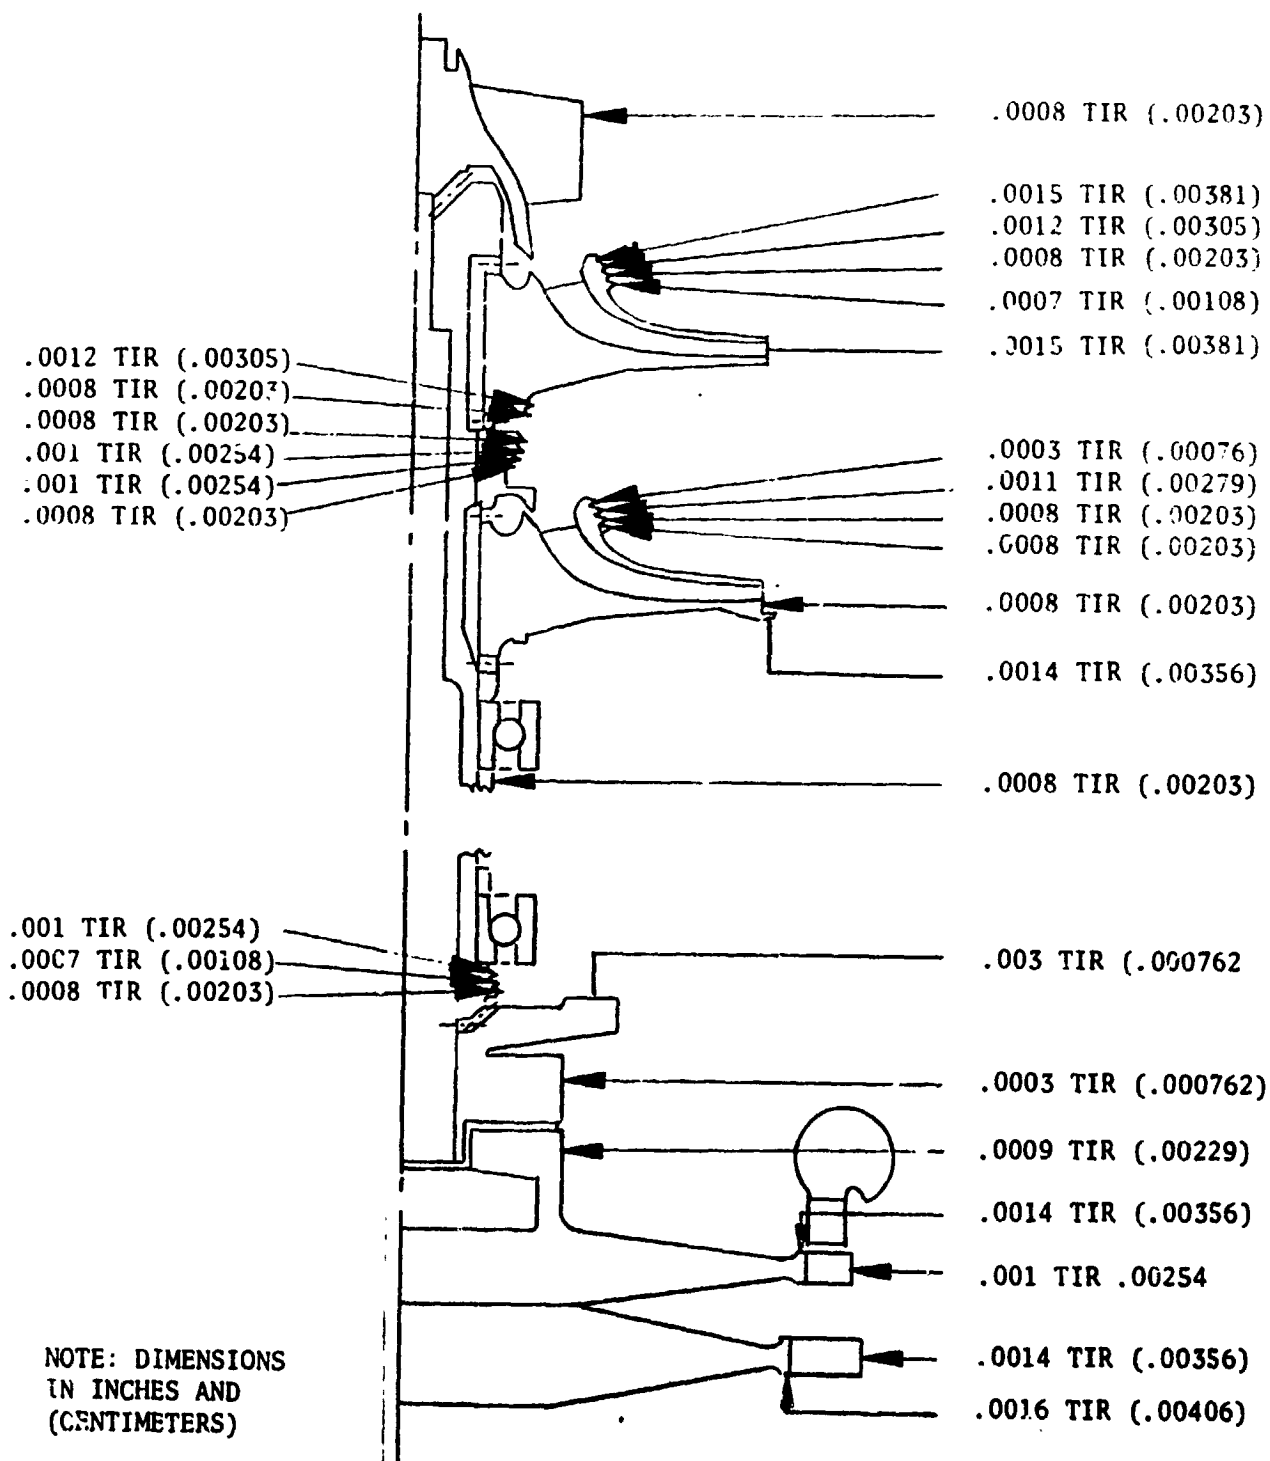 .0008 TIR (.00203)
.0015 TIR (.00381)
.0012 TIR (.00305)
.0008 TIR (.00203)
.0007 TIR (.00108)
.0015 TIR (.00381)
.0012 TIR (.00305)
.0008 TIR (.00203)
.0008 TIR (.00203)
.001 TIR (.00254)
.001 TIR (.00254)
.0008 TIR (.00203)
.0003 TIR (.00076)
.0011 TIR (.00279)
.0008 TIR (.00203)
.0008 TIR (.00203)
.0008 TIR (.00203)
.0014 TIR (.00356)
.0008 TIR (.00203)
.001 TIR (.00254)
.00C7 TIR (.00108)
.0008 TIR (.00203)
.003 TIR (.000762
.0003 TIR (.000762)
.0009 TIR (.00229)
.0014 TIR (.00356)
.001 TIR .00254
.0014 TIR (.00356)
.0016 TIR (.00406)
NOTE: DIMENSIONS
IN INCHES AND
(CENTIMETERS)